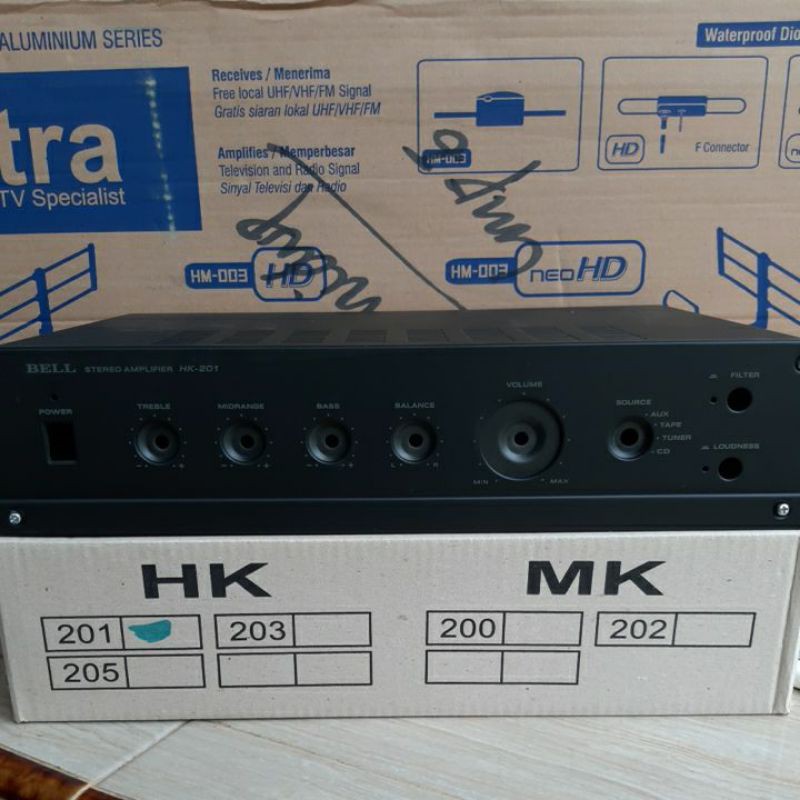 ALUMINIUM SERIES
Waterproof Dio
tra
TV Specialist
Receives / Menerima
Free local UHF/VHF/FM Signal
Gratis siaran lokal UHF/VHF/FM
Amplifies / Memperbesar
Television and Radio Signal
Sinyal Televisi dan Radio
HM-003
HD
F Connector
HM-003 HD
HM-003 neo HD
BELL STEREO AMPLIFIER HK-201
POWER
TREBLE
MIDRANGE
BASS
BALANCE
VOLUME
SOURCE
FILTER
AUX
TAPE
TUNER
CD
LOUDNESS
- +
- +
- +
L R
MIN MAX
HK
MK
201
203
200
202
205